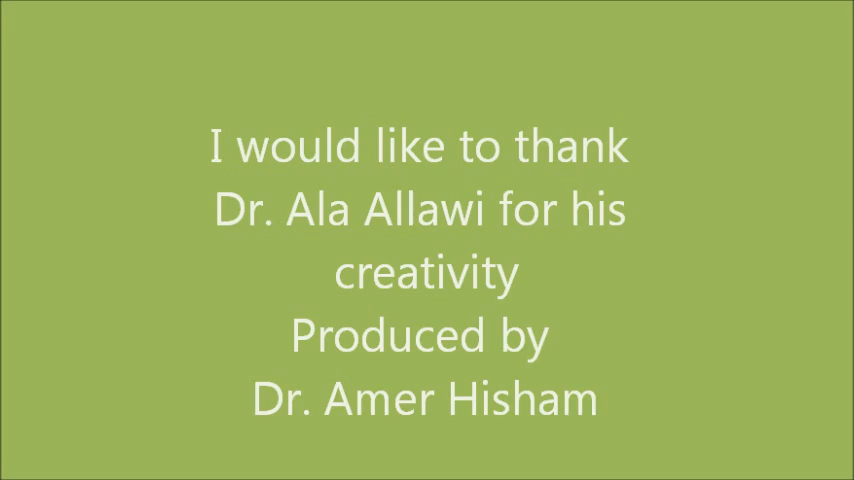 I would like to thank
Dr. Ala Allawi for his
creativity
Produced by
Dr. Amer Hisham